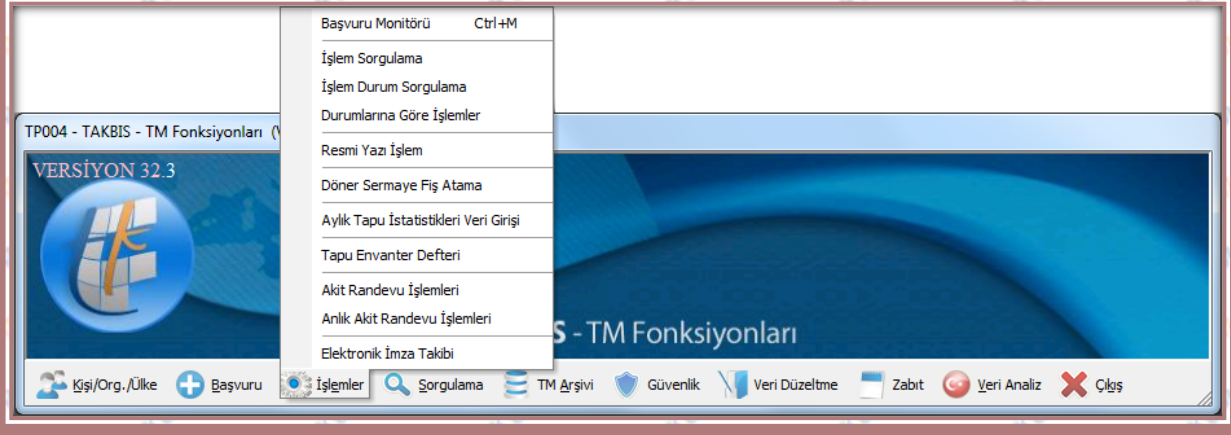 Başvuru Monitörü Ctrl+M
İşlem Sorgulama
İşlem Durum Sorgulama
Durumlarına Göre İşlemler
Resmi Yazı İşlem
Döner Sermaye Fiş Atama
Aylık Tapu İstatistikleri Veri Girişi
Tapu Envanter Defteri
Akit Randevu İşlemleri
Anlık Akit Randevu İşlemleri
Elektronik İmza Takibi
TP004 - TAKBIS - TM Fonksiyonları (V
VERSİYON 32.3
S - TM Fonksiyonları
Kişi/Org./Ülke Başvuru İşlemler Sorgulama TM Arşivi Güvenlik Veri Düzeltme Zabıt Veri Analiz Çıkış